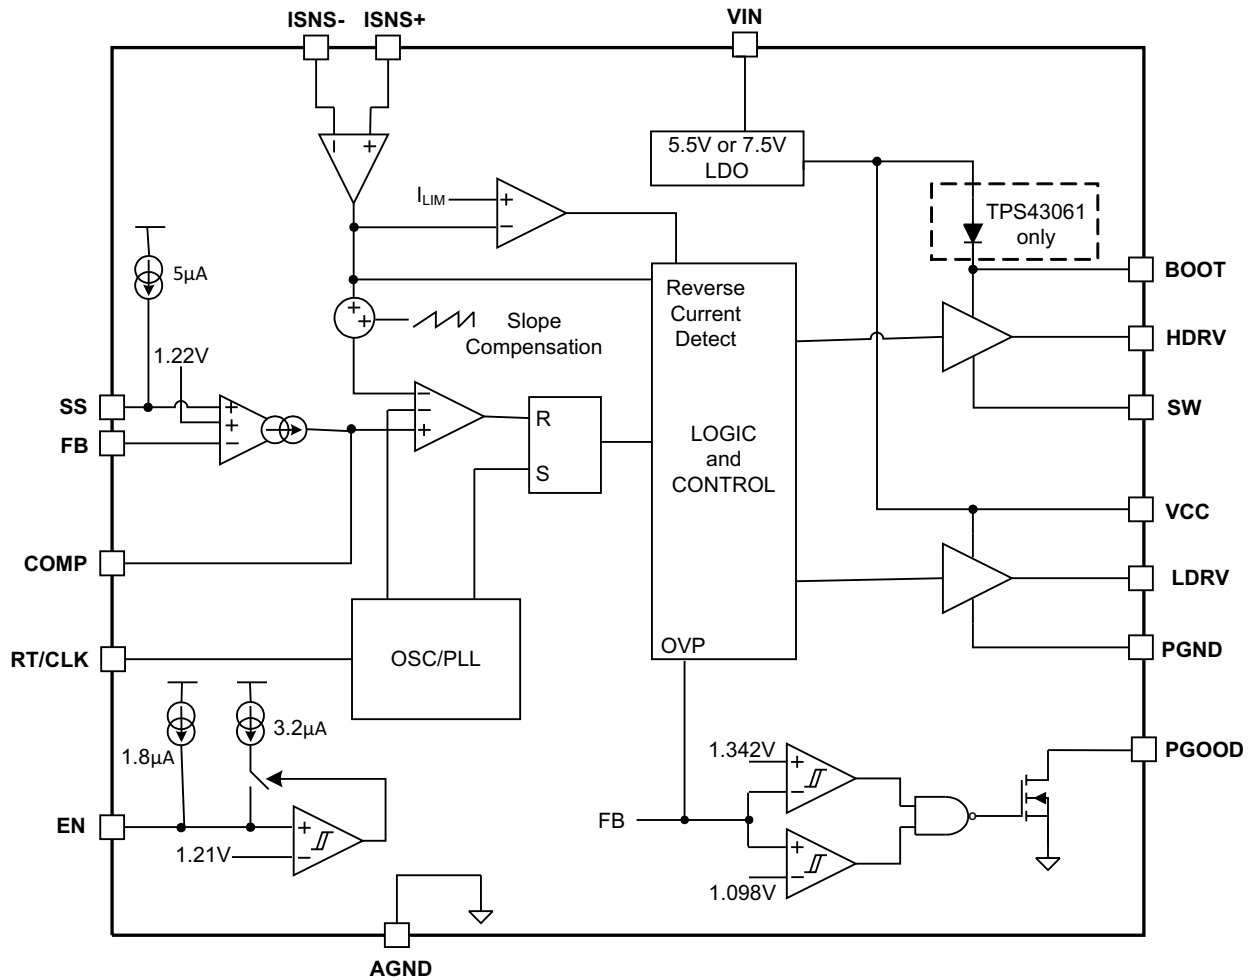 ISNS- ISNS+
VIN
5.5V or 7.5V
LDO
TPS43061
only
I_LIM
+
−
− +
5µA
BOOT
Reverse
Current
Detect
+
+
Slope
Compensation
HDRV
1.22V
SS
FB
+
+
−
−
−
+
R
S
SW
LOGIC
and
CONTROL
VCC
COMP
LDRV
OVP
RT/CLK
OSC/PLL
PGND
1.8µA
3.2µA
1.342V
+
−
PGOOD
EN
+
−
1.21V
FB
+
−
1.098V
AGND